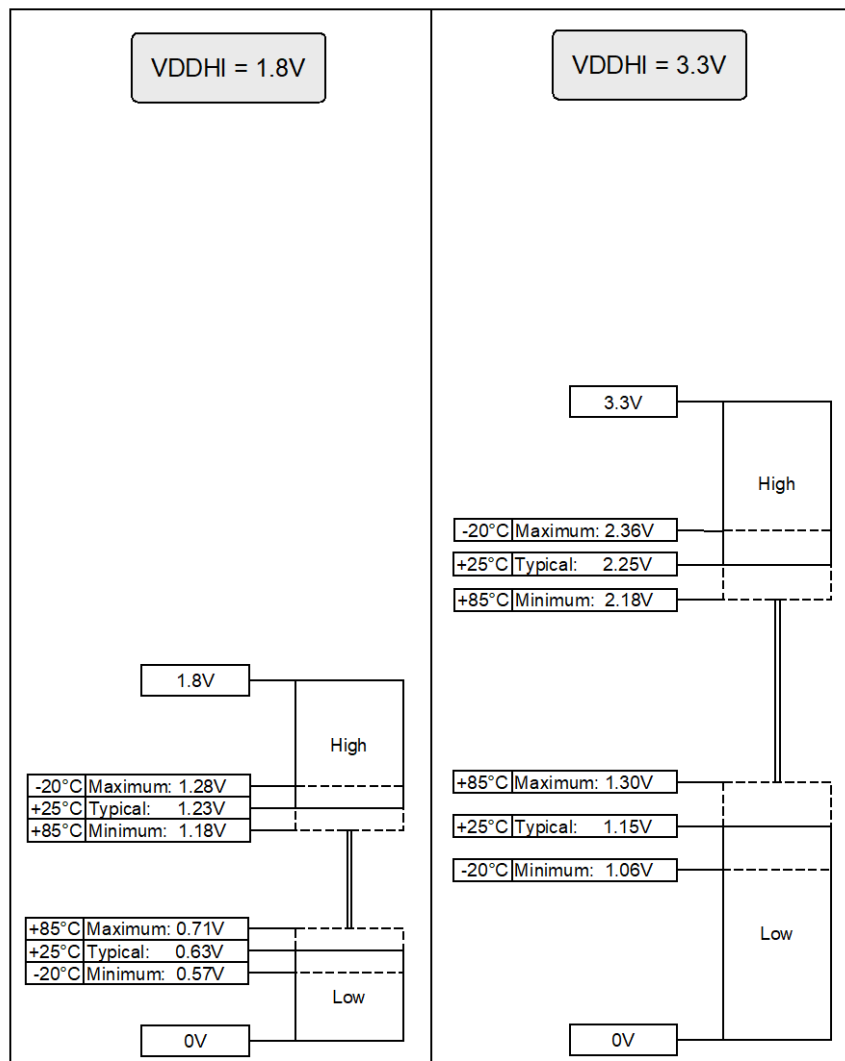 VDDHI = 1.8V
1.8V
High
-20°C Maximum: 1.28V
+25°C Typical: 1.23V
+85°C Minimum: 1.18V
+85°C Maximum: 0.71V
+25°C Typical: 0.63V
-20°C Minimum: 0.57V
Low
0V
VDDHI = 3.3V
3.3V
High
-20°C Maximum: 2.36V
+25°C Typical: 2.25V
+85°C Minimum: 2.18V
+85°C Maximum: 1.30V
+25°C Typical: 1.15V
-20°C Minimum: 1.06V
Low
0V